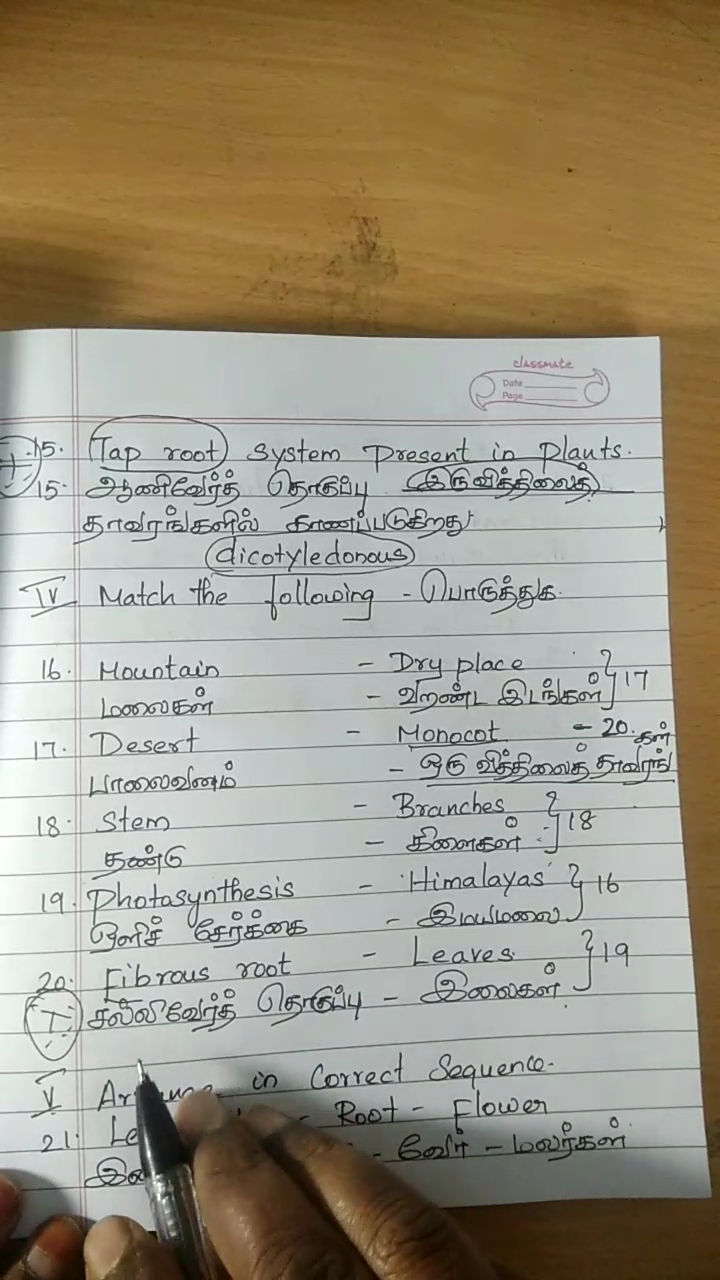 classmate
Date
Page
15. Tap root System Present in Plants.
15. ஆணிவேர்த் தொகுப்பு இருவித்திலைத்
தாவரங்களில் காணப்படுகிறது
dicotyledonous
IV Match the following - பொருத்துக.
16. Mountain - Dry place
மலைகள் - வறண்ட இடங்கள் } 17
17. Desert - Monocot - 20.
பாலைவனம் - ஒரு வித்திலைத் தாவரங்கள்
18. Stem - Branches
தண்டு - கிளைகள் } 18
19. Photasynthesis - Himalayas
ஒளிச் சேர்க்கை - இமயமலை } 16
20. Fibrous root - Leaves.
சல்லிவேர்த் தொகுப்பு - இலைகள் } 19
V in Correct Sequence.
21. - Root - Flower
- வேர் - மலர்கள்